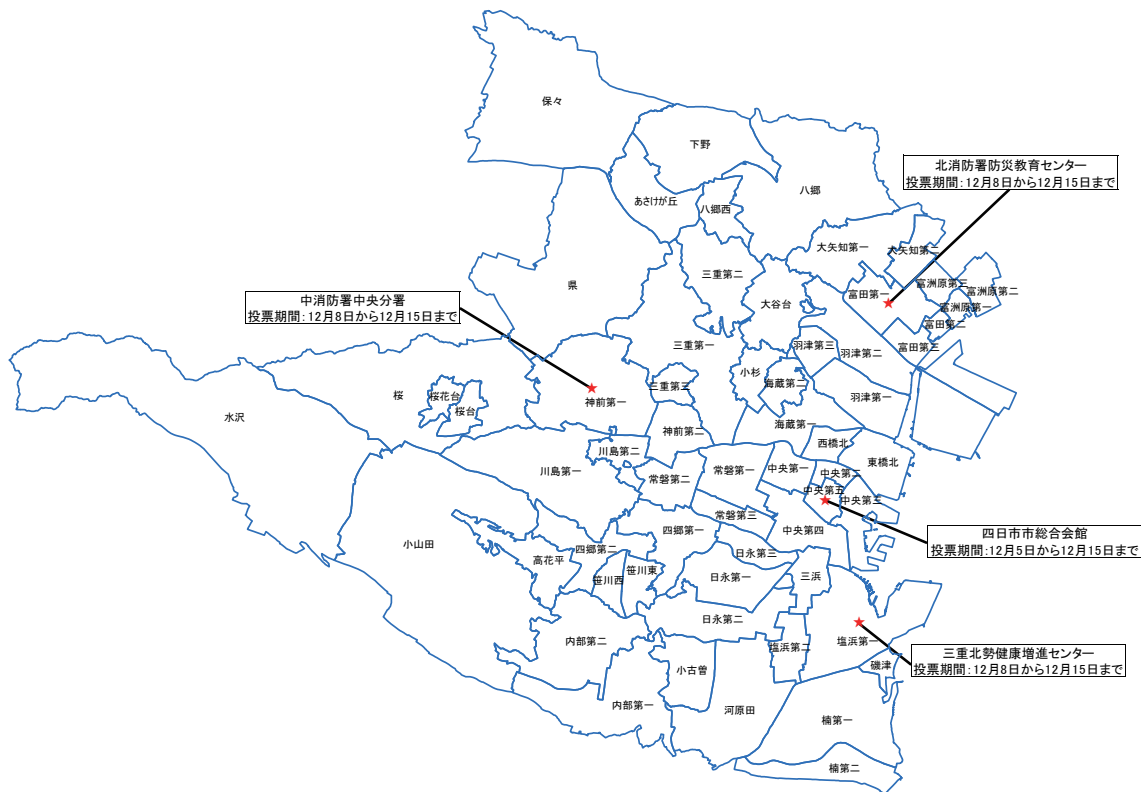 保々
下野
北消防署防災教育センター
投票期間：12月8日から12月15日まで
八郷
あさけが丘
八郷西
大矢知第一
大矢知第二
三重第二
県
大谷台
富田第一
富洲原第三
富洲原第二
富洲原第一
中消防署中央分署
投票期間：12月8日から12月15日まで
富田第二
富田第三
三重第一
羽津第三
羽津第二
小杉
海蔵第二
三重第三
神前第一
桜
桜花台
桜台
水沢
羽津第一
神前第二
海蔵第一
西橋北
東橋北
川島第二
川島第一
常磐第二
常磐第一
中央第一
中央第二
中央第五
中央第三
常磐第三
四郷第一
中央第四
四日市市総合会館
投票期間：12月5日から12月15日まで
小山田
四郷第二
高花平
笹川西
笹川東
日永第三
日永第一
三浜
日永第二
内部第二
塩浜第二
塩浜第一
三重北勢健康増進センター
投票期間：12月8日から12月15日まで
磯津
小古曽
内部第一
河原田
楠第一
楠第二